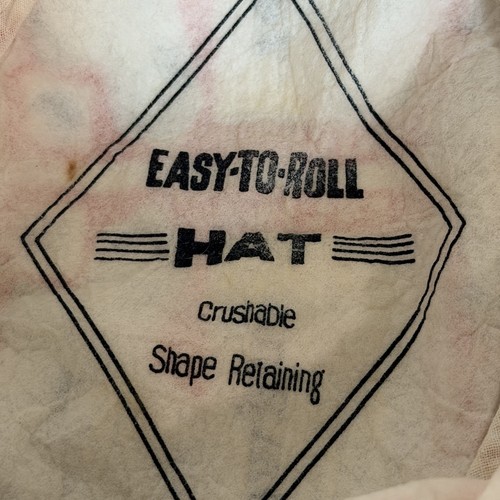 EASY-TO-ROLL
HAT
Crushable
Shape Retaining